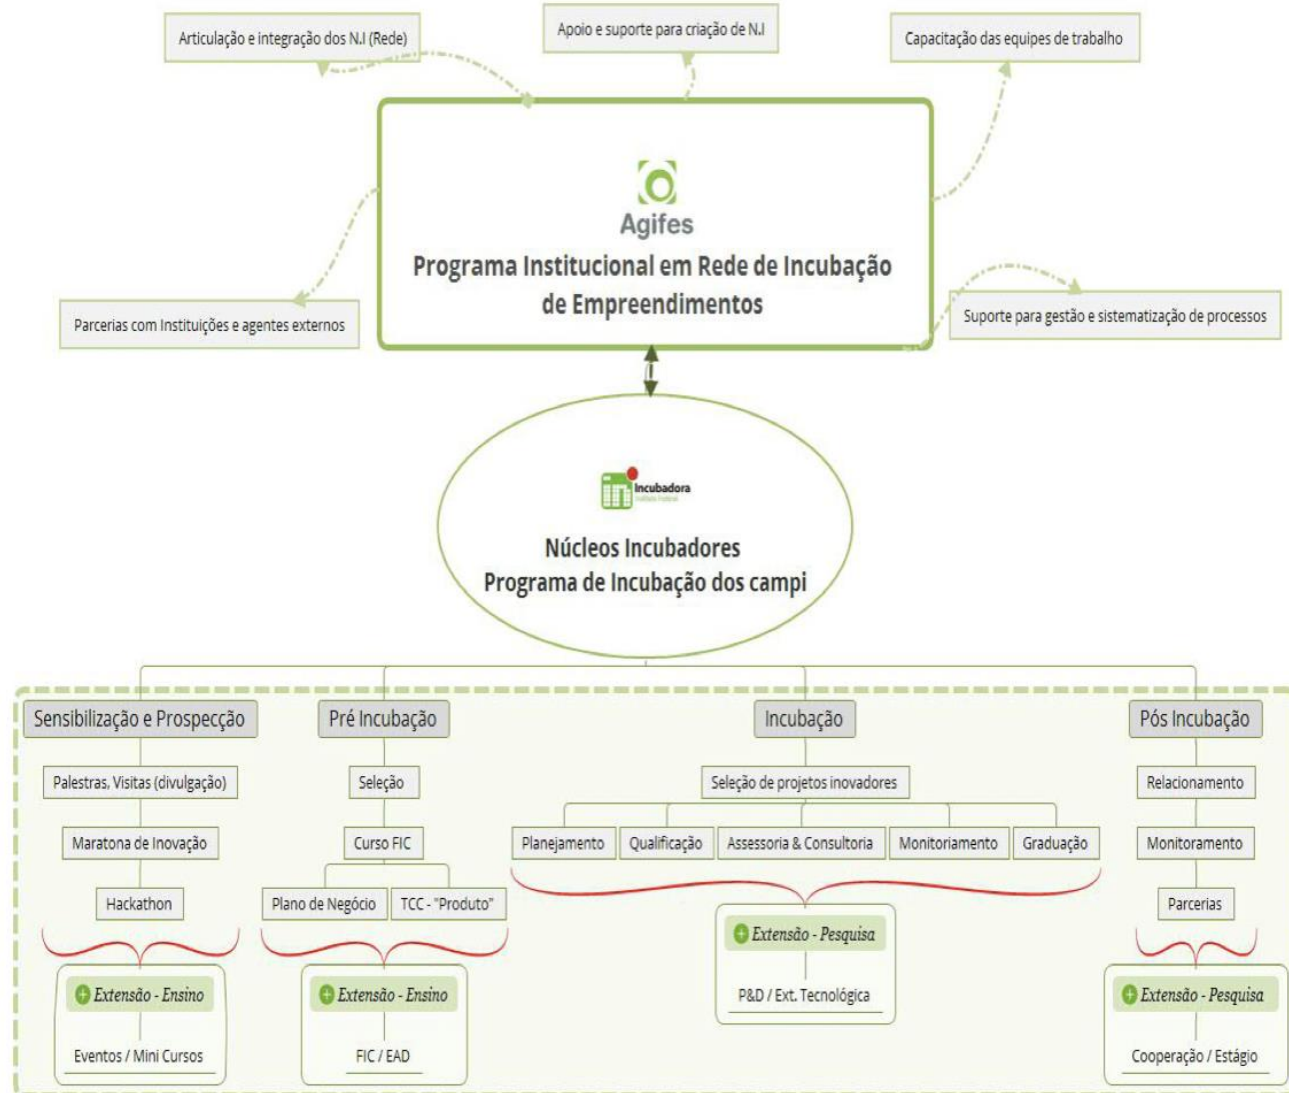 Articulação e integração dos N.I (Rede)
Apoio e suporte para criação de N.I
Capacitação das equipes de trabalho
Agifes
Programa Institucional em Rede de Incubação
de Empreendimentos
Parcerias com Instituições e agentes externos
Suporte para gestão e sistematização de processos
Incubadora
Instituto Federal
Núcleos Incubadores
Programa de Incubação dos campi
Sensibilização e Prospecção
Pré Incubação
Incubação
Pós Incubação
Palestras, Visitas (divulgação)
Seleção
Seleção de projetos inovadores
Relacionamento
Maratona de Inovação
Curso FIC
Planejamento
Qualificação
Assessoria & Consultoria
Monitoriamento
Graduação
Monitoramento
Hackathon
Plano de Negócio
TCC - "Produto"
Parcerias
Extensão - Ensino
Extensão - Ensino
Extensão - Pesquisa
Extensão - Pesquisa
Eventos / Mini Cursos
FIC / EAD
P&D / Ext. Tecnológica
Cooperação / Estágio